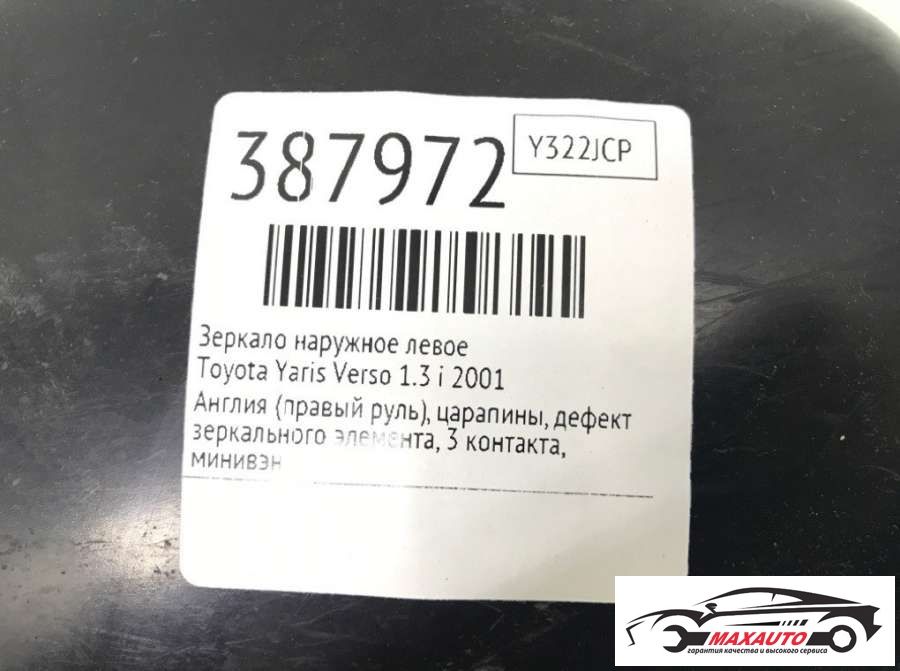 387972
Y322JCP
Зеркало наружное левое
Toyota Yaris Verso 1.3 i 2001
Англия (правый руль), царапины, дефект
зеркального элемента, 3 контакта,
минивэн
MAXAUTO
гарантия качества и высокого сервиса